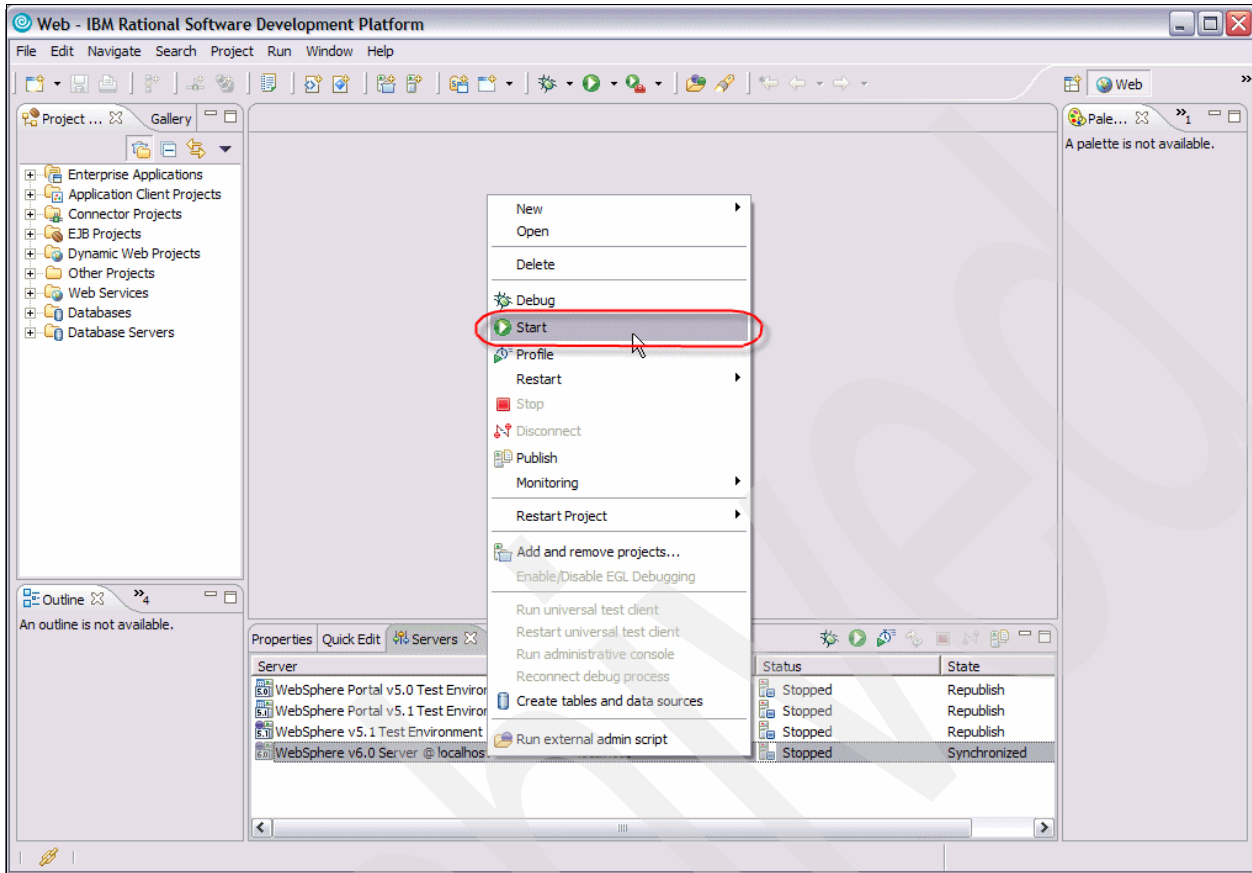 Web - IBM Rational Software Development Platform
File Edit Navigate Search Project Run Window Help
Web
Project ... Gallery
Pale... »1
A palette is not available.
Enterprise Applications
Application Client Projects
Connector Projects
EJB Projects
Dynamic Web Projects
Other Projects
Web Services
Databases
Database Servers
New
Open
Delete
Debug
Start
Profile
Restart
Stop
Disconnect
Publish
Monitoring
Restart Project
Add and remove projects...
Enable/Disable EGL Debugging
Run universal test client
Restart universal test client
Run administrative console
Reconnect debug process
Create tables and data sources
Run external admin script
Outline »4
An outline is not available.
Properties Quick Edit Servers
Server Status State
WebSphere Portal v5.0 Test Enviror Stopped Republish
WebSphere Portal v5.1 Test Enviror Stopped Republish
WebSphere v5.1 Test Environment Stopped Republish
WebSphere v6.0 Server @ localhos Stopped Synchronized